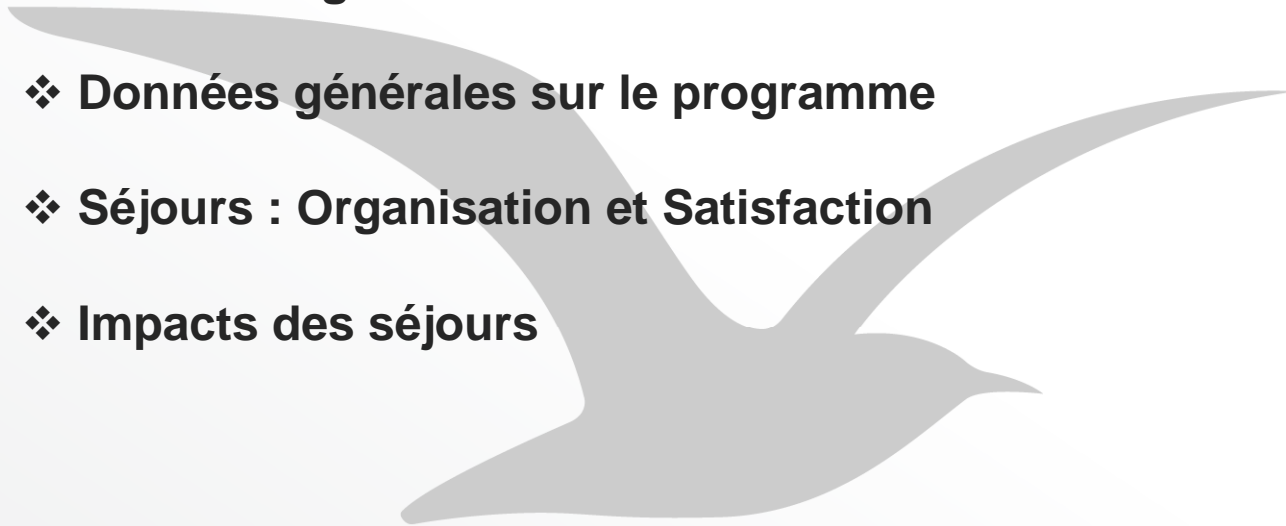 ❖ Données générales sur le programme
❖ Séjours : Organisation et Satisfaction
❖ Impacts des séjours